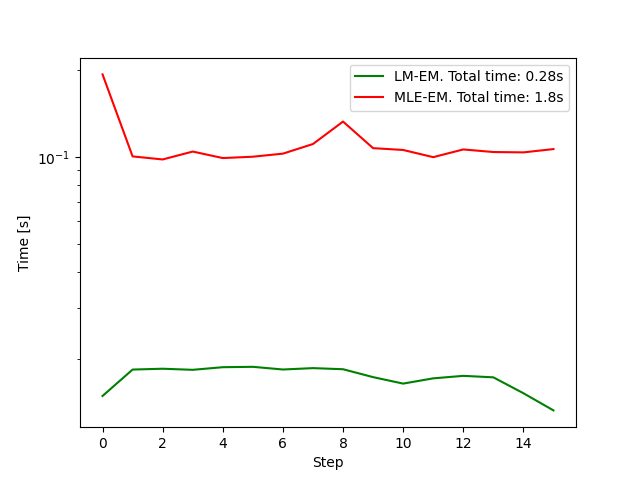 LM-EM. Total time: 0.28s
MLE-EM. Total time: 1.8s
10⁻¹
Time [s]
0 2 4 6 8 10 12 14
Step